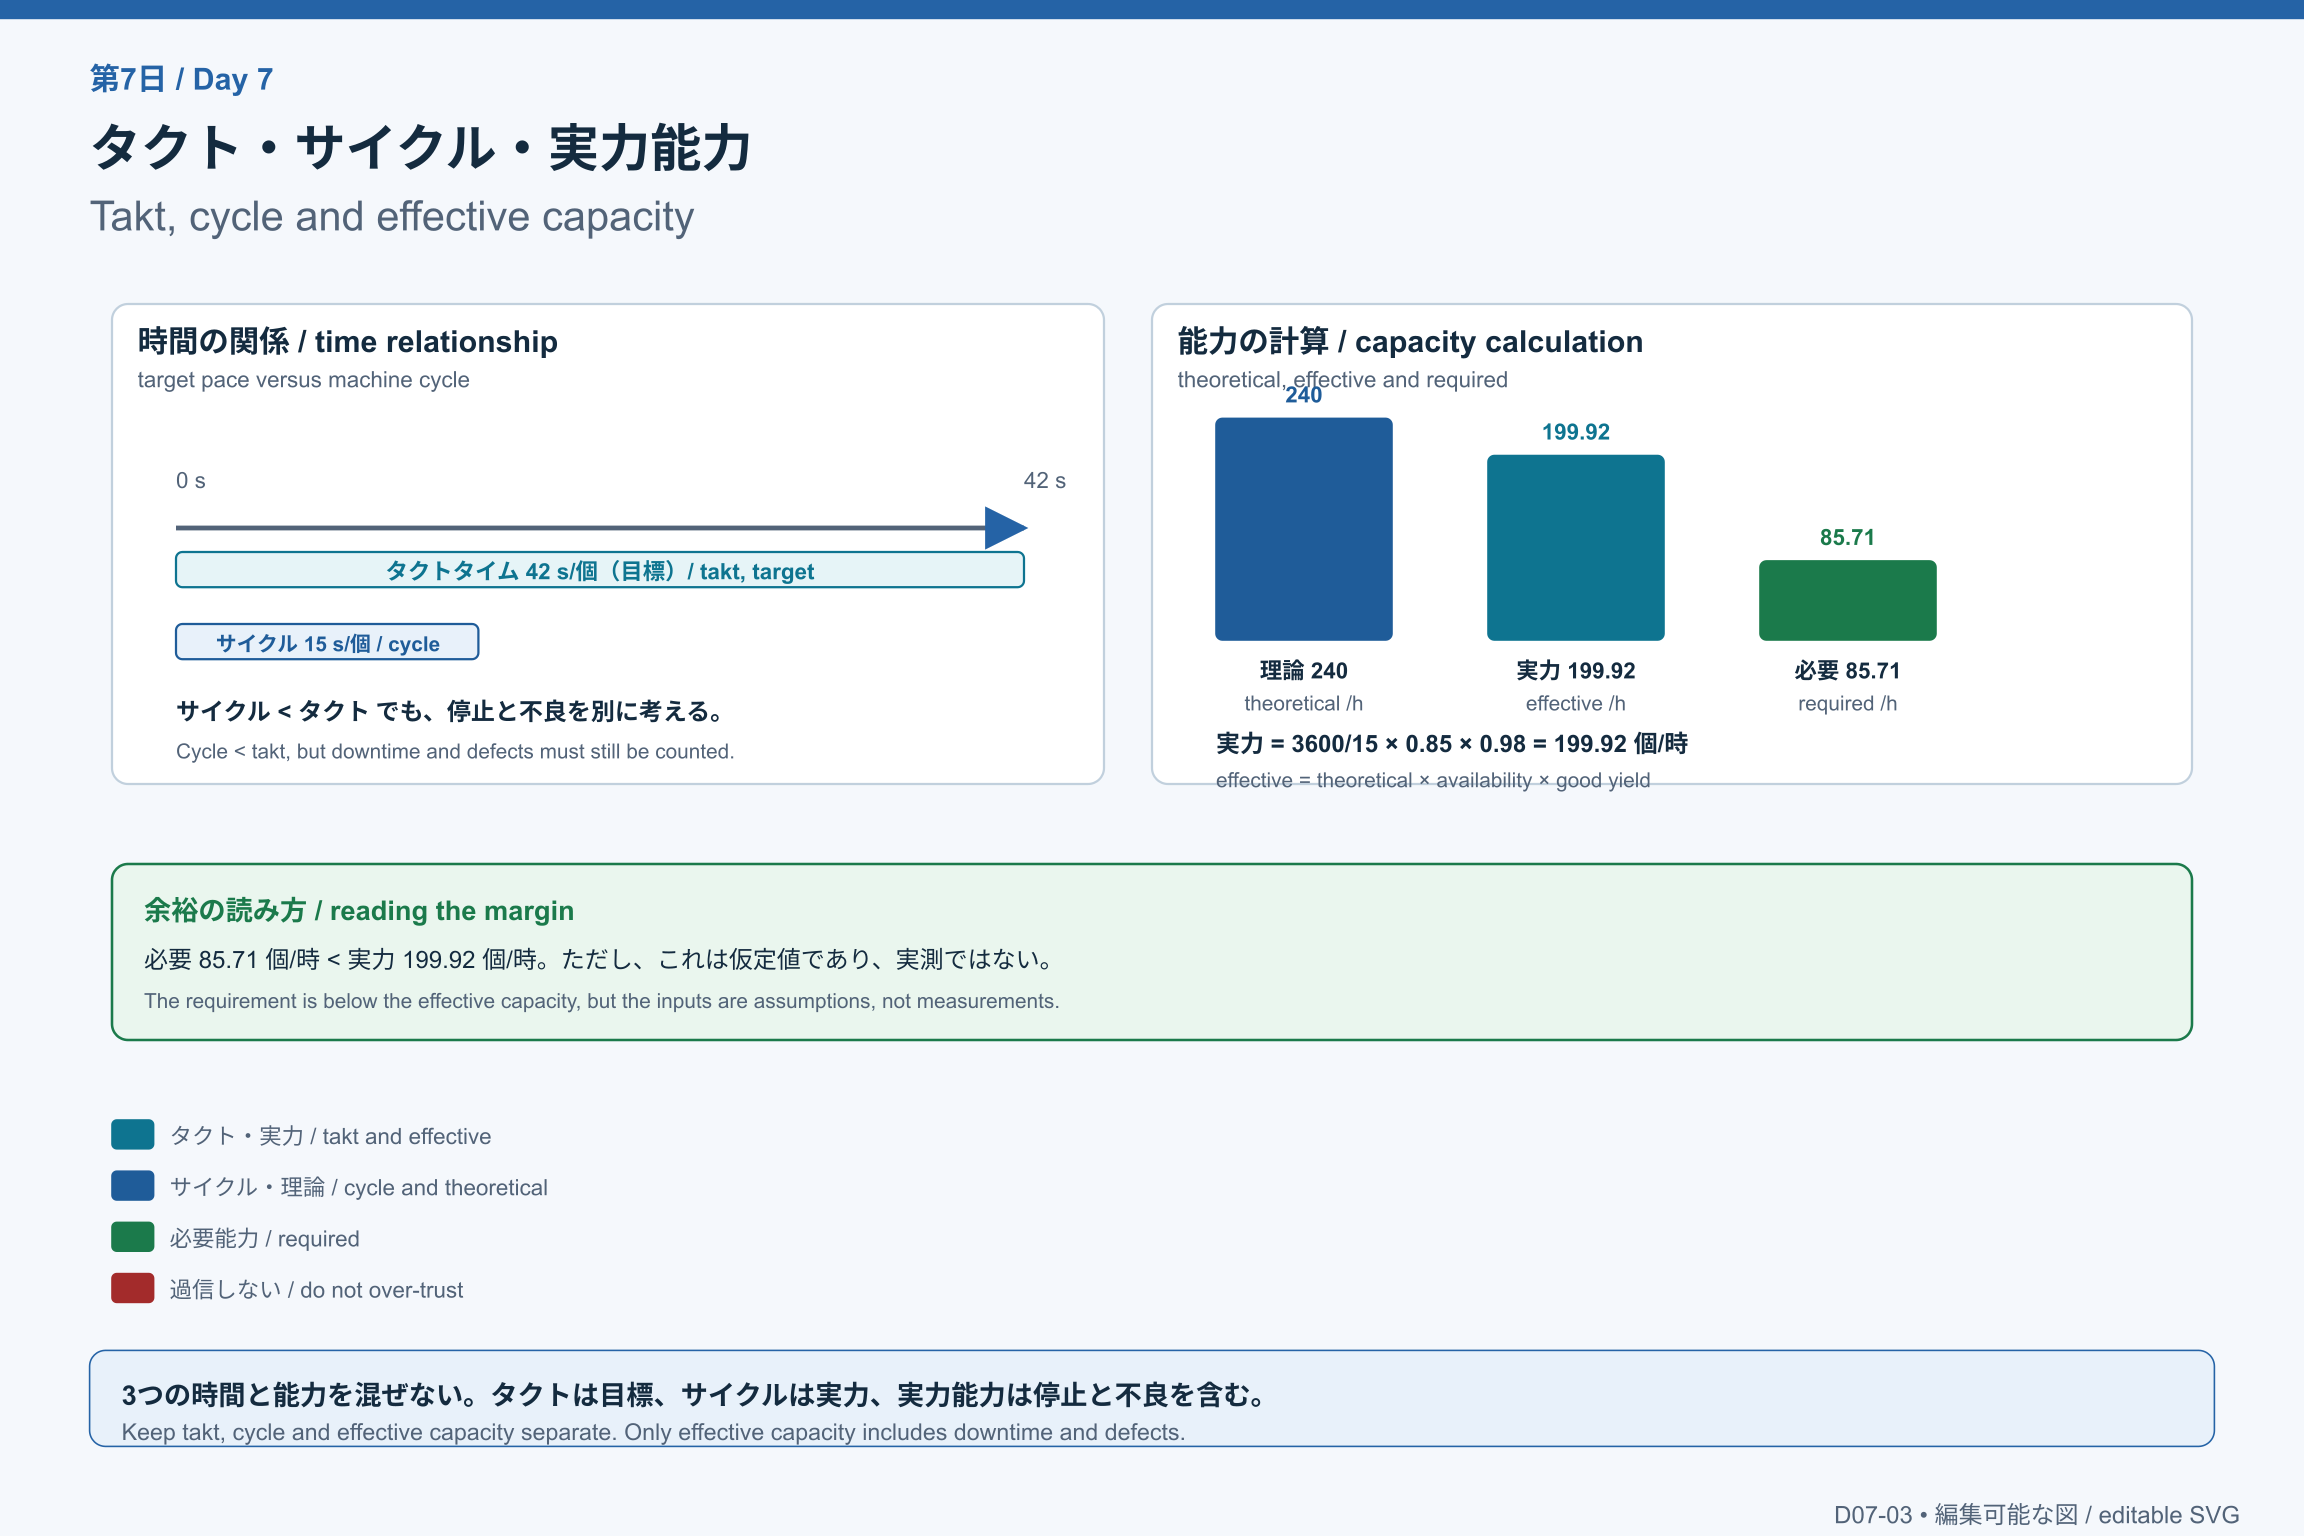 第7日 / Day 7
タクト・サイクル・実力能力
Takt, cycle and effective capacity
時間の関係 / time relationship
target pace versus machine cycle
0 s
42 s
タクトタイム 42 s/個（目標）/ takt, target
サイクル 15 s/個 / cycle
サイクル < タクト でも、停止と不良を別に考える。
Cycle < takt, but downtime and defects must still be counted.
能力の計算 / capacity calculation
theoretical, effective and required
240
199.92
85.71
理論 240
theoretical /h
実力 199.92
effective /h
必要 85.71
required /h
実力 = 3600/15 × 0.85 × 0.98 = 199.92 個/時
effective = theoretical × availability × good yield
余裕の読み方 / reading the margin
必要 85.71 個/時 < 実力 199.92 個/時。ただし、これは仮定値であり、実測ではない。
The requirement is below the effective capacity, but the inputs are assumptions, not measurements.
タクト・実力 / takt and effective
サイクル・理論 / cycle and theoretical
必要能力 / required
過信しない / do not over-trust
3つの時間と能力を混ぜない。タクトは目標、サイクルは実力、実力能力は停止と不良を含む。
Keep takt, cycle and effective capacity separate. Only effective capacity includes downtime and defects.
D07-03 • 編集可能な図 / editable SVG